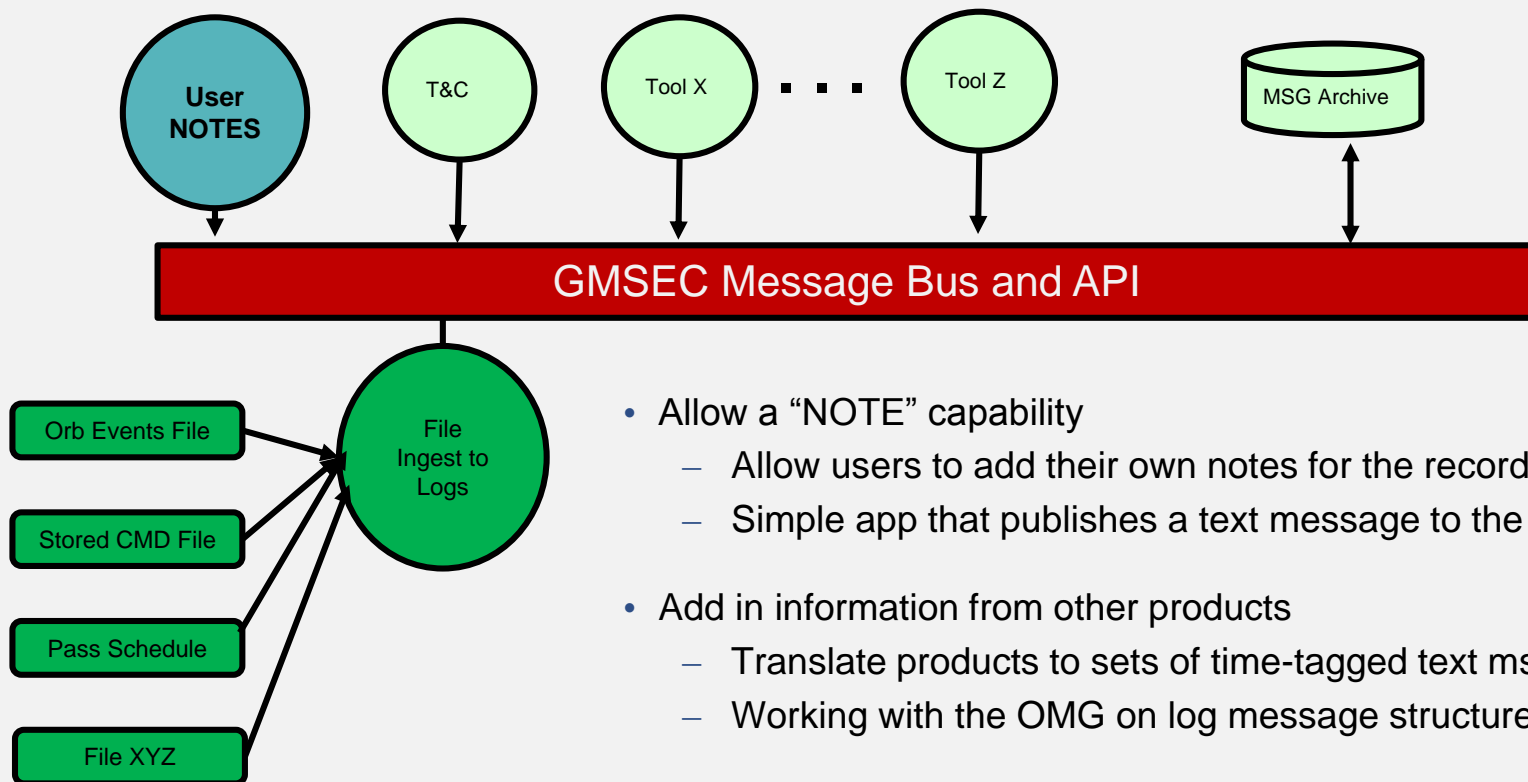 User
NOTES
T&C
Tool X
. . .
Tool Z
MSG Archive
GMSEC Message Bus and API
Orb Events File
Stored CMD File
Pass Schedule
File XYZ
File
Ingest to
Logs
• Allow a “NOTE” capability
– Allow users to add their own notes for the record
– Simple app that publishes a text message to the
• Add in information from other products
– Translate products to sets of time-tagged text ms
– Working with the OMG on log message structure